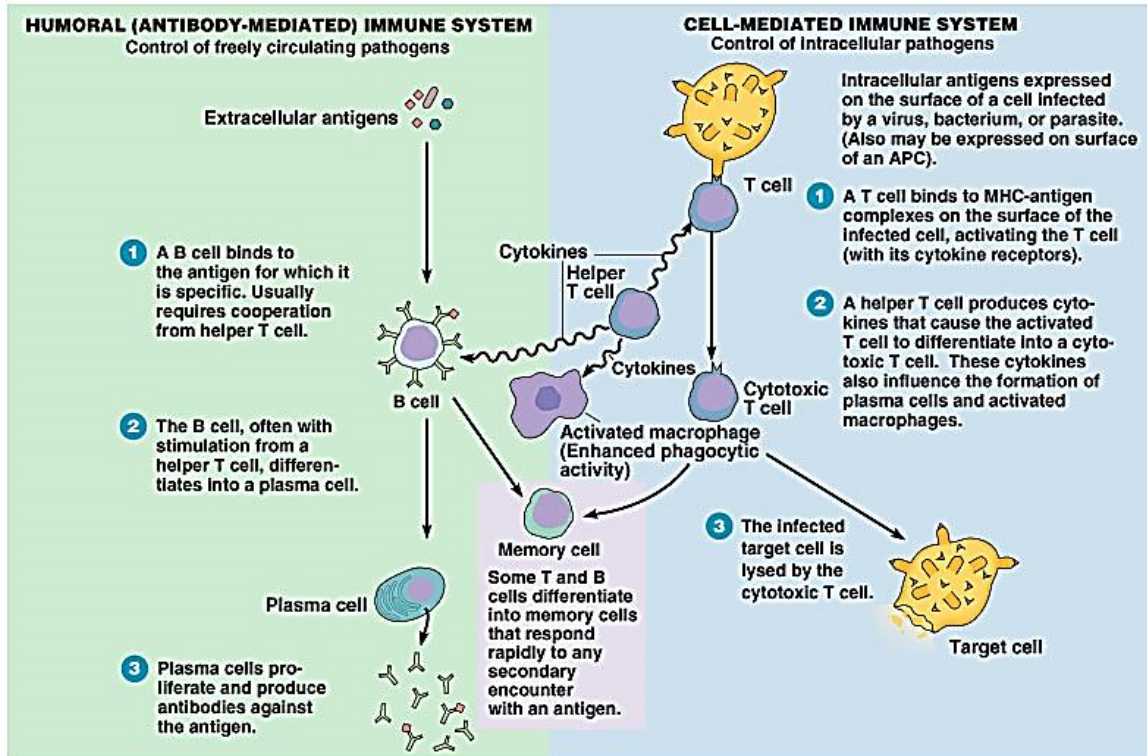 HUMORAL (ANTIBODY-MEDIATED) IMMUNE SYSTEM
Control of freely circulating pathogens
Extracellular antigens
1 A B cell binds to
the antigen for which it
is specific. Usually
requires cooperation
from helper T cell.
B cell
2 The B cell, often with
stimulation from a
helper T cell, differen-
tiates into a plasma cell.
Plasma cell
3 Plasma cells pro-
liferate and produce
antibodies against
the antigen.
Cytokines
Helper
T cell
Cytokines
Activated macrophage
(Enhanced phagocytic
activity)
Memory cell
Some T and B
cells differentiate
into memory cells
that respond
rapidly to any
secondary
encounter
with an antigen.
CELL-MEDIATED IMMUNE SYSTEM
Control of intracellular pathogens
Intracellular antigens expressed
on the surface of a cell infected
by a virus, bacterium, or parasite.
(Also may be expressed on surface
of an APC).
T cell
1 A T cell binds to MHC-antigen
complexes on the surface of the
infected cell, activating the T cell
(with its cytokine receptors).
2 A helper T cell produces cyto-
kines that cause the activated
T cell to differentiate into a cyto-
toxic T cell. These cytokines
also influence the formation of
plasma cells and activated
macrophages.
Cytotoxic
T cell
3 The infected
target cell is
lysed by the
cytotoxic T cell.
Target cell